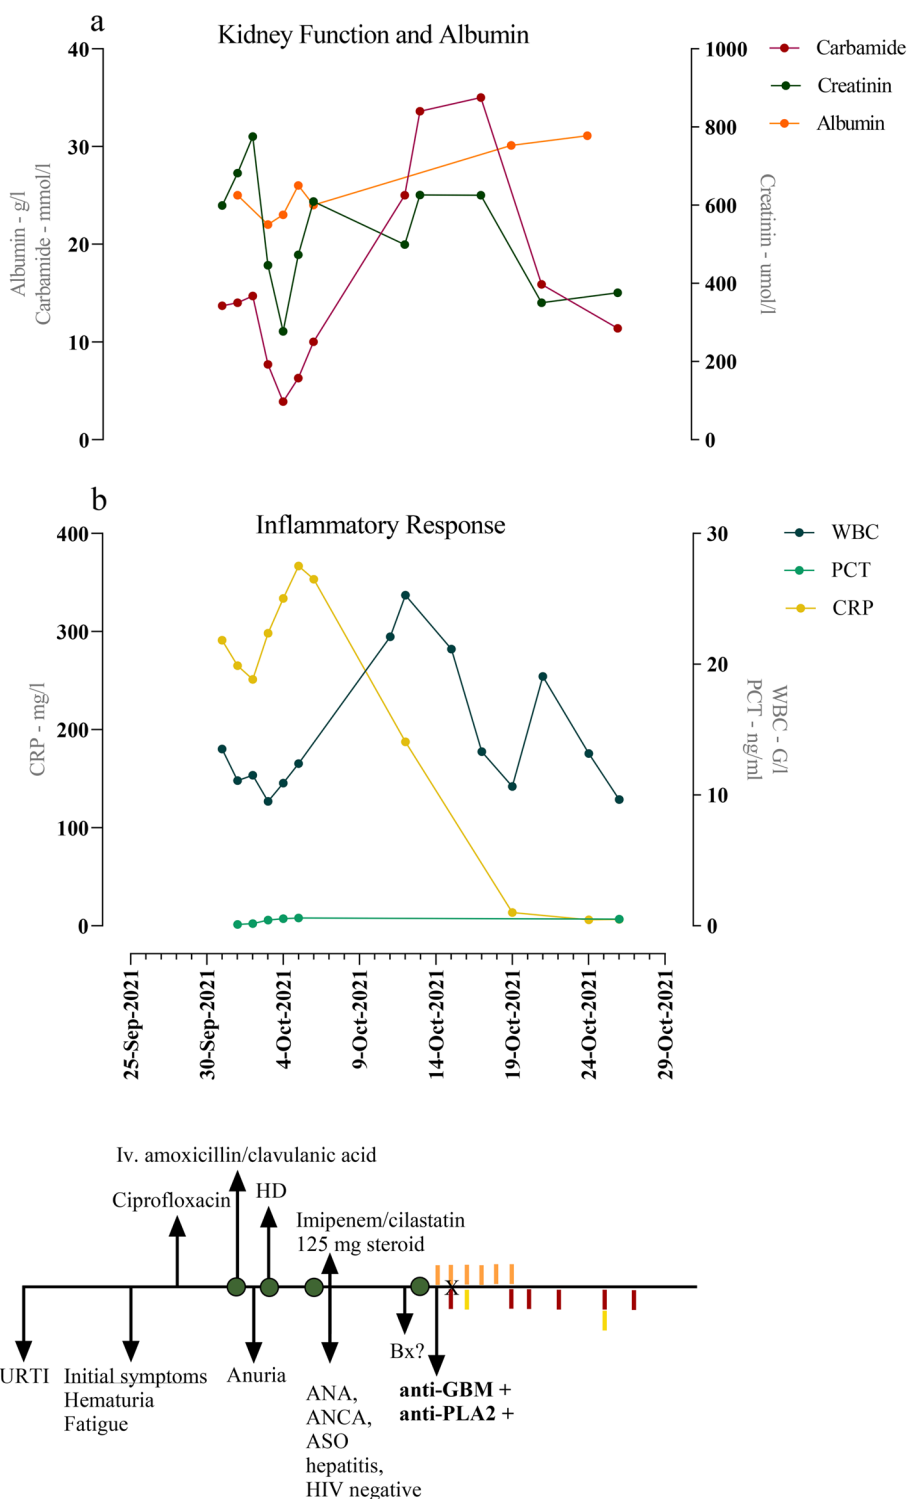 a
Kidney Function and Albumin
40
30
20
10
0
Albumin - g/l
Carbamide - mmol/l
1000
800
600
400
200
0
Creatinin - umol/l
Carbamide
Creatinin
Albumin
b
Inflammatory Response
400
300
200
100
0
CRP - mg/l
30
20
10
0
WBC - G/l
PCT - ng/ml
WBC
PCT
CRP
25-Sep-2021
30-Sep-2021
4-Oct-2021
9-Oct-2021
14-Oct-2021
19-Oct-2021
24-Oct-2021
29-Oct-2021
Iv. amoxicillin/clavulanic acid
Ciprofloxacin
HD
Imipenem/cilastatin
125 mg steroid
X
URTI
Initial symptoms
Hematuria
Fatigue
Anuria
ANA,
ANCA,
ASO
hepatitis,
HIV negative
Bx?
anti-GBM +
anti-PLA2 +